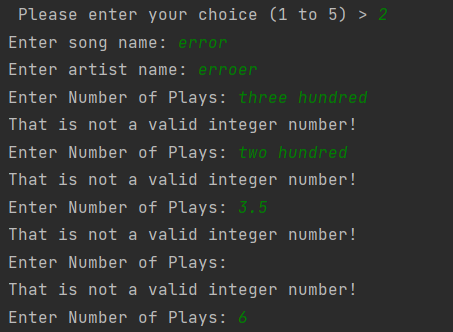 Please enter your choice (1 to 5) > 2
Enter song name: error
Enter artist name: erroer
Enter Number of Plays: three hundred
That is not a valid integer number!
Enter Number of Plays: two hundred
That is not a valid integer number!
Enter Number of Plays: 3.5
That is not a valid integer number!
Enter Number of Plays:
That is not a valid integer number!
Enter Number of Plays: 6